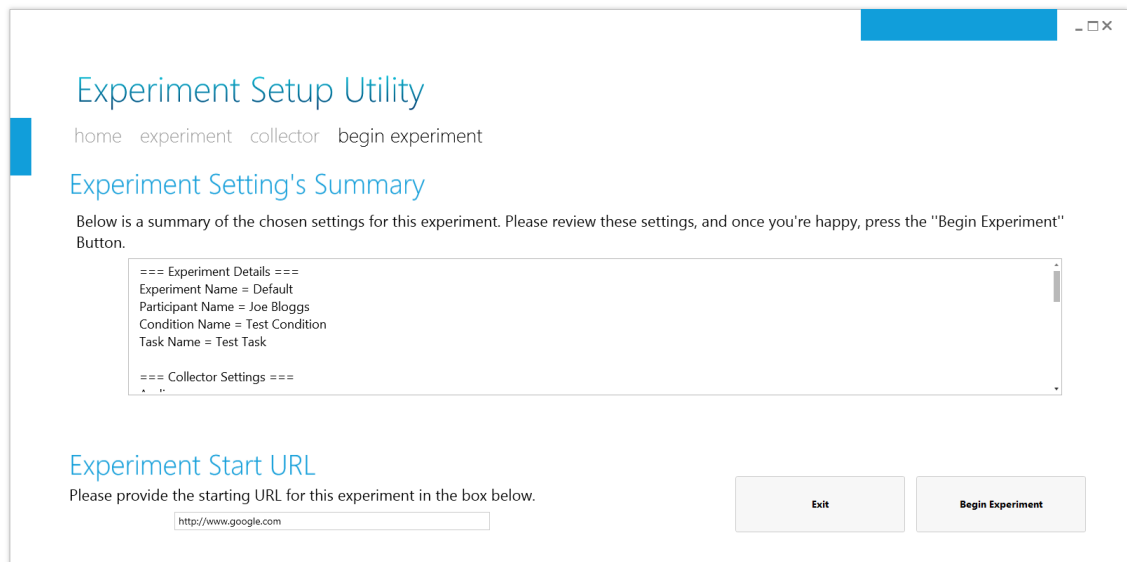 Experiment Setup Utility
home experiment collector begin experiment
Experiment Setting's Summary
Below is a summary of the chosen settings for this experiment. Please review these settings, and once you're happy, press the "Begin Experiment"
Button.
=== Experiment Details ===
Experiment Name = Default
Participant Name = Joe Bloggs
Condition Name = Test Condition
Task Name = Test Task
=== Collector Settings ===
Experiment Start URL
Please provide the starting URL for this experiment in the box below.
http://www.google.com
Exit
Begin Experiment